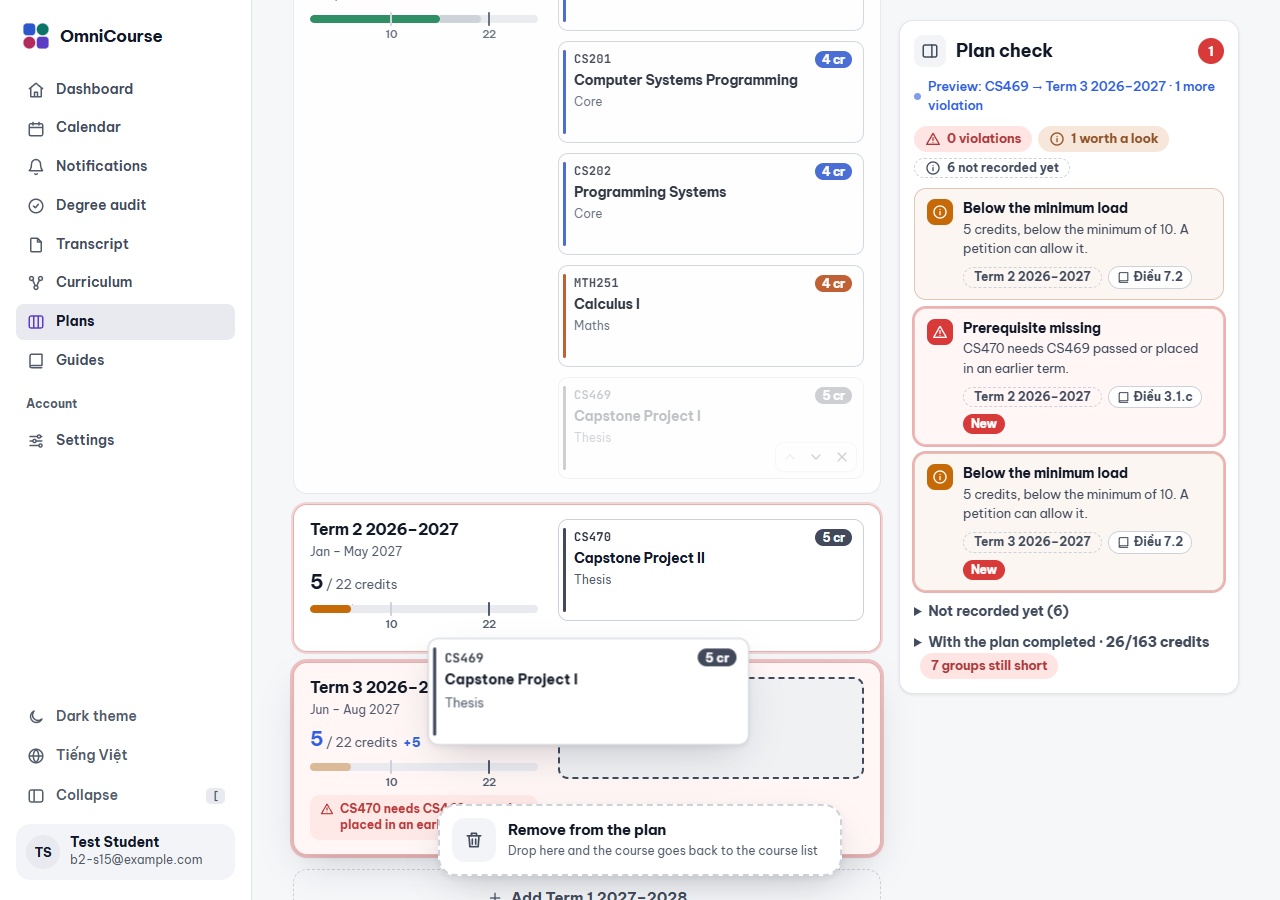 OmniCourse
Dashboard
Calendar
Notifications
Degree audit
Transcript
Curriculum
Plans
Guides
Account
Settings
Dark theme
Tiếng Việt
Collapse
[
TS
Test Student
b2-s15@example.com
10
22
CS201
4 cr
Computer Systems Programming
Core
CS202
4 cr
Programming Systems
Core
MTH251
4 cr
Calculus I
Maths
CS469
5 cr
Capstone Project I
Thesis
Term 2 2026–2027
Jan – May 2027
5 / 22 credits
10
22
CS470
5 cr
Capstone Project II
Thesis
CS469
5 cr
Capstone Project I
Thesis
Term 3 2026–2
Jun – Aug 2027
5 / 22 credits +5
10
22
CS470 needs
placed in an
Remove from the plan
Drop here and the course goes back to the course list
Add Term 1 2027–2028
Plan check
1
Preview: CS469 → Term 3 2026–2027 · 1 more
violation
0 violations
1 worth a look
6 not recorded yet
Below the minimum load
5 credits, below the minimum of 10. A
petition can allow it.
Term 2 2026–2027
Điều 7.2
Prerequisite missing
CS470 needs CS469 passed or placed
in an earlier term.
Term 2 2026–2027
Điều 3.1.c
New
Below the minimum load
5 credits, below the minimum of 10. A
petition can allow it.
Term 3 2026–2027
Điều 7.2
New
Not recorded yet (6)
With the plan completed · 26/163 credits
7 groups still short